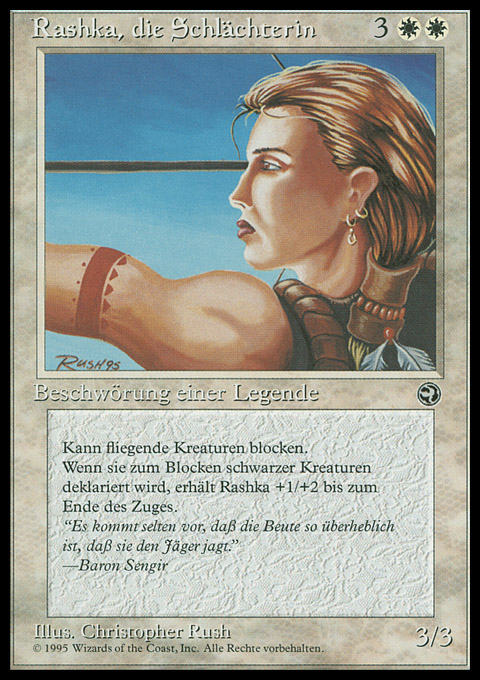 Rashka, die Schlächterin 3
RUSH 95
Beschwörung einer Legende
Kann fliegende Kreaturen blocken.
Wenn sie zum Blocken schwarzer Kreaturen
deklariert wird, erhält Rashka +1/+2 bis zum
Ende des Zuges.
“Es kommt selten vor, daß die Beute so überheblich
ist, daß sie den Jäger jagt.”
—Baron Sengir
Illus. Christopher Rush
3/3
© 1995 Wizards of the Coast, Inc. Alle Rechte vorbehalten.